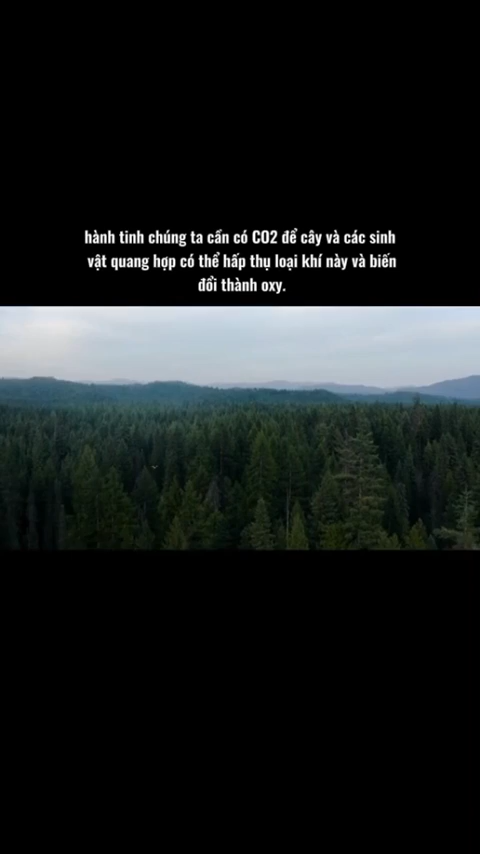 hành tinh chúng ta cần có CO2 để cây và các sinh
vật quang hợp có thể hấp thụ loại khí này và biến
đổi thành oxy.